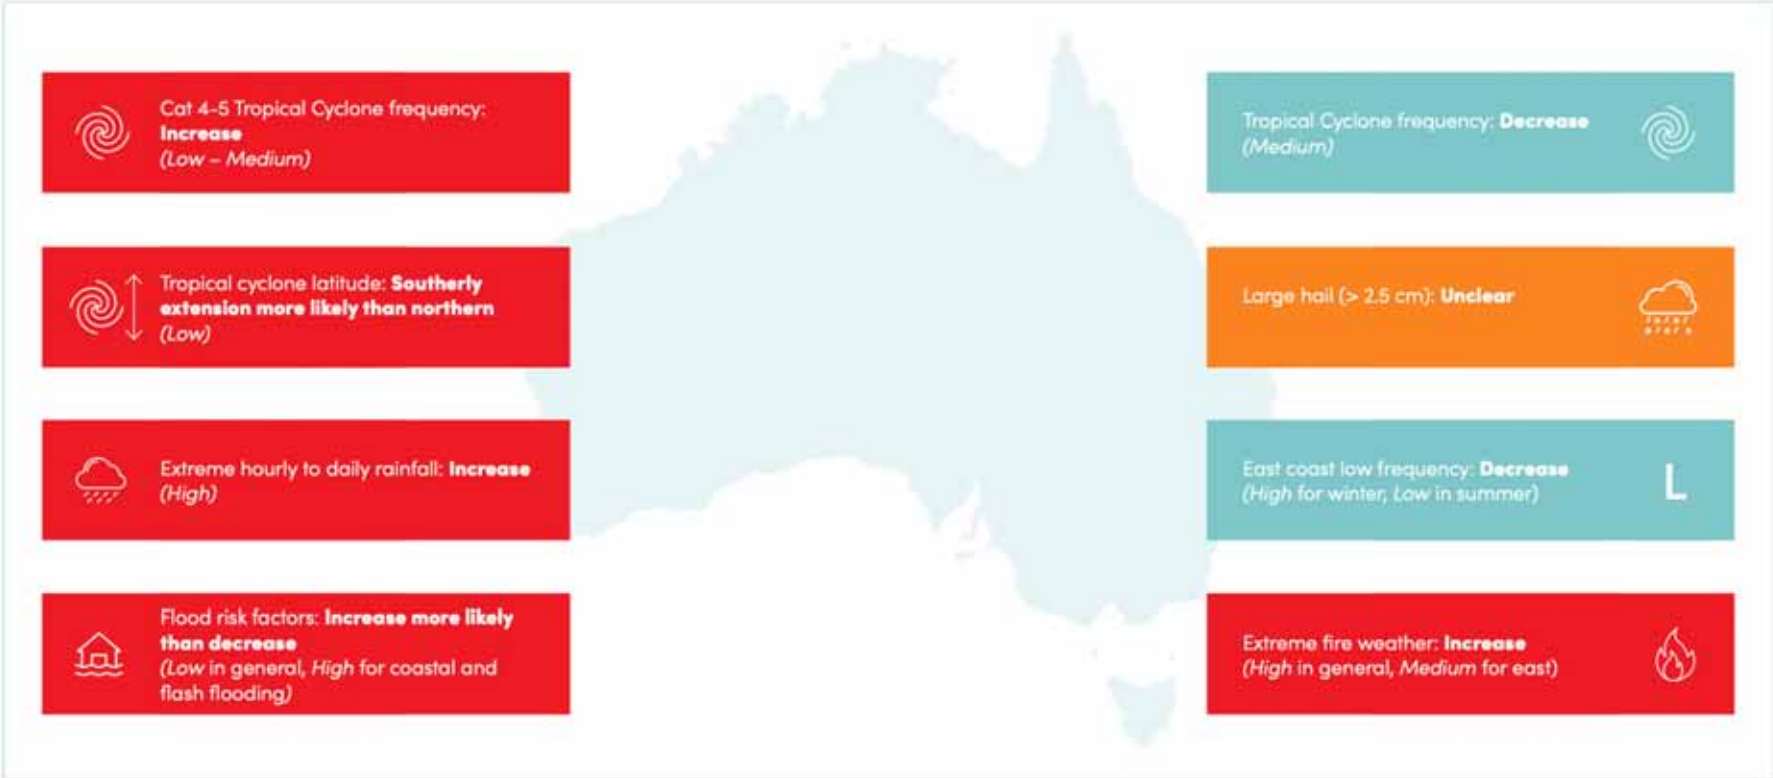 Cat 4-5 Tropical Cyclone frequency:
Increase
(Low – Medium)
Tropical cyclone latitude: Southerly
extension more likely than northern
(Low)
Extreme hourly to daily rainfall: Increase
(High)
Flood risk factors: Increase more likely
than decrease
(Low in general, High for coastal and
flash flooding)
Tropical Cyclone frequency: Decrease
(Medium)
Large hail (> 2.5 cm): Unclear
East coast low frequency: Decrease
(High for winter, Low in summer)
L
Extreme fire weather: Increase
(High in general, Medium for east)